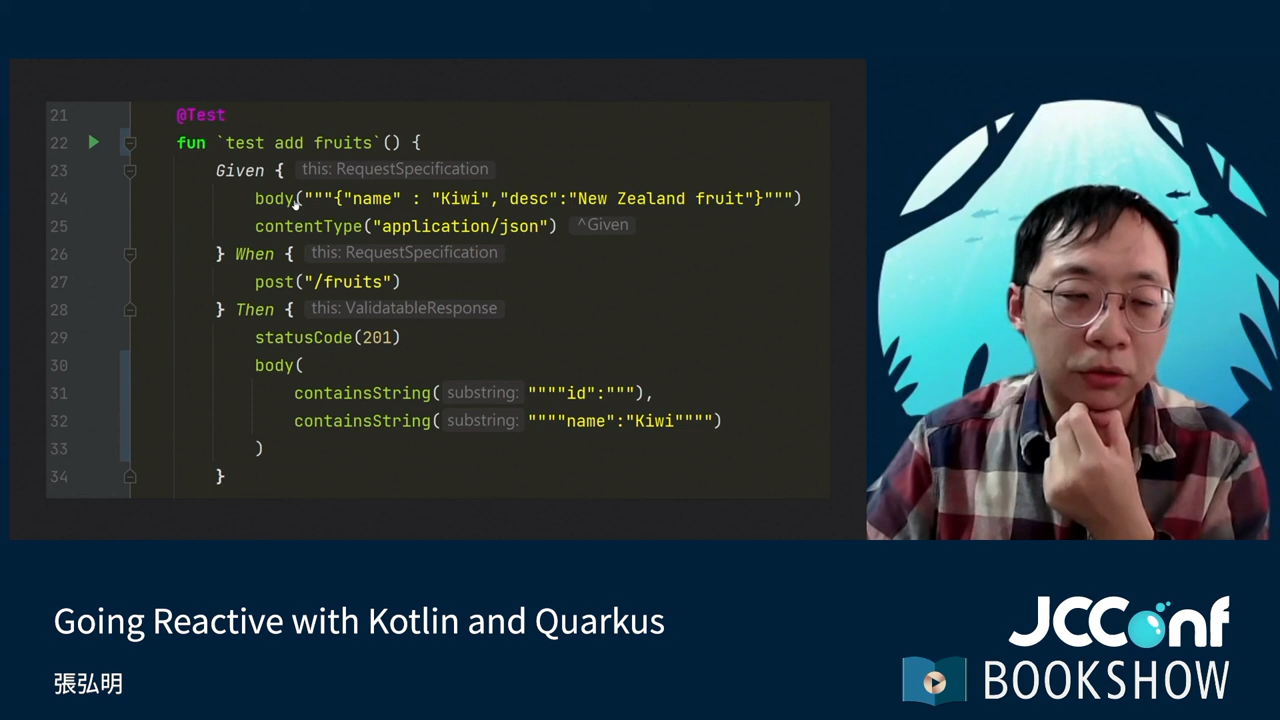 21 @Test
22 fun `test add fruits`() {
23 Given { this: RequestSpecification
24 body("""{"name" : "Kiwi","desc":"New Zealand fruit"}""")
25 contentType("application/json") ^Given
26 } When { this: RequestSpecification
27 post("/fruits")
28 } Then { this: ValidatableResponse
29 statusCode(201)
30 body(
31 containsString( substring: """"id":"""),
32 containsString( substring: """"name":"Kiwi"""")
33 )
34 }
Going Reactive with Kotlin and Quarkus
張弘明
JCConf
BOOKSHOW